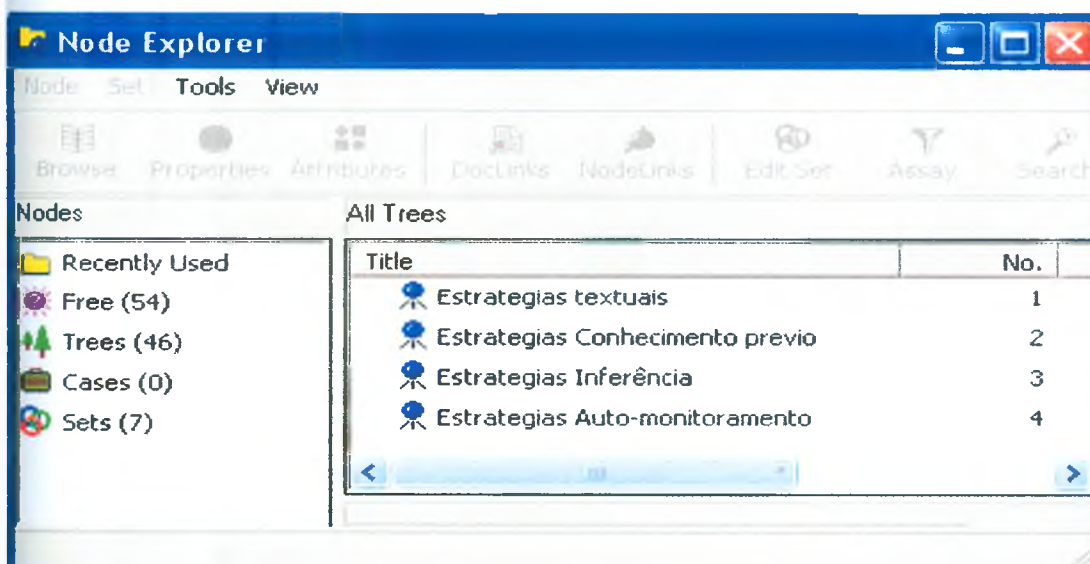 Node Explorer
Node Set Tools View
Browse Properties Attributes DocLinks NodeLinks Edit Set Assay Search
Nodes
All Trees
Recently Used
Free (54)
Trees (46)
Cases (0)
Sets (7)
Title No.
Estrategias textuais 1
Estrategias Conhecimento previo 2
Estrategias Inferência 3
Estrategias Auto-monitoramento 4